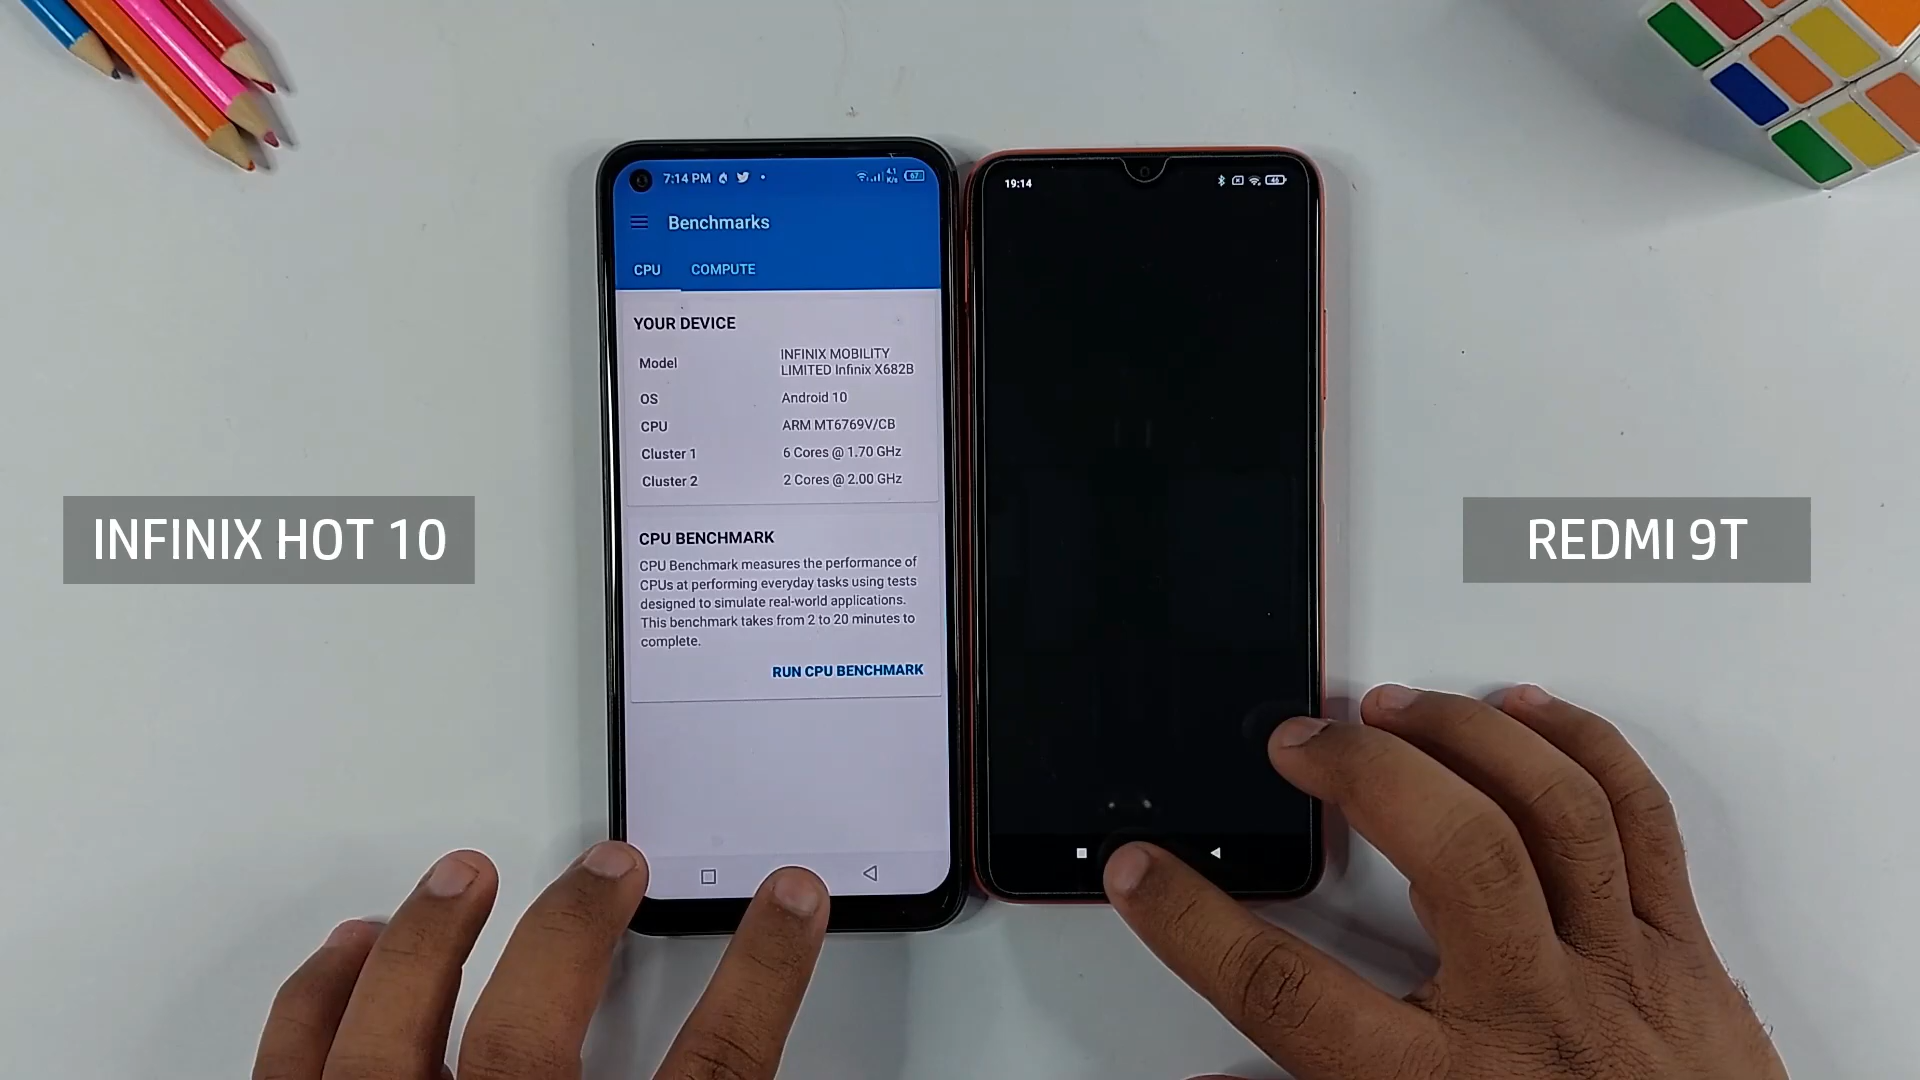 7:14 PM
4.1
K/s
67
Benchmarks
CPU
COMPUTE
YOUR DEVICE
Model
INFINIX MOBILITY
LIMITED Infinix X682B
OS
Android 10
CPU
ARM MT6769V/CB
Cluster 1
6 Cores @ 1.70 GHz
Cluster 2
2 Cores @ 2.00 GHz
CPU BENCHMARK
CPU Benchmark measures the performance of
CPUs at performing everyday tasks using tests
designed to simulate real-world applications.
This benchmark takes from 2 to 20 minutes to
complete.
RUN CPU BENCHMARK
19:14
46
INFINIX HOT 10
REDMI 9T